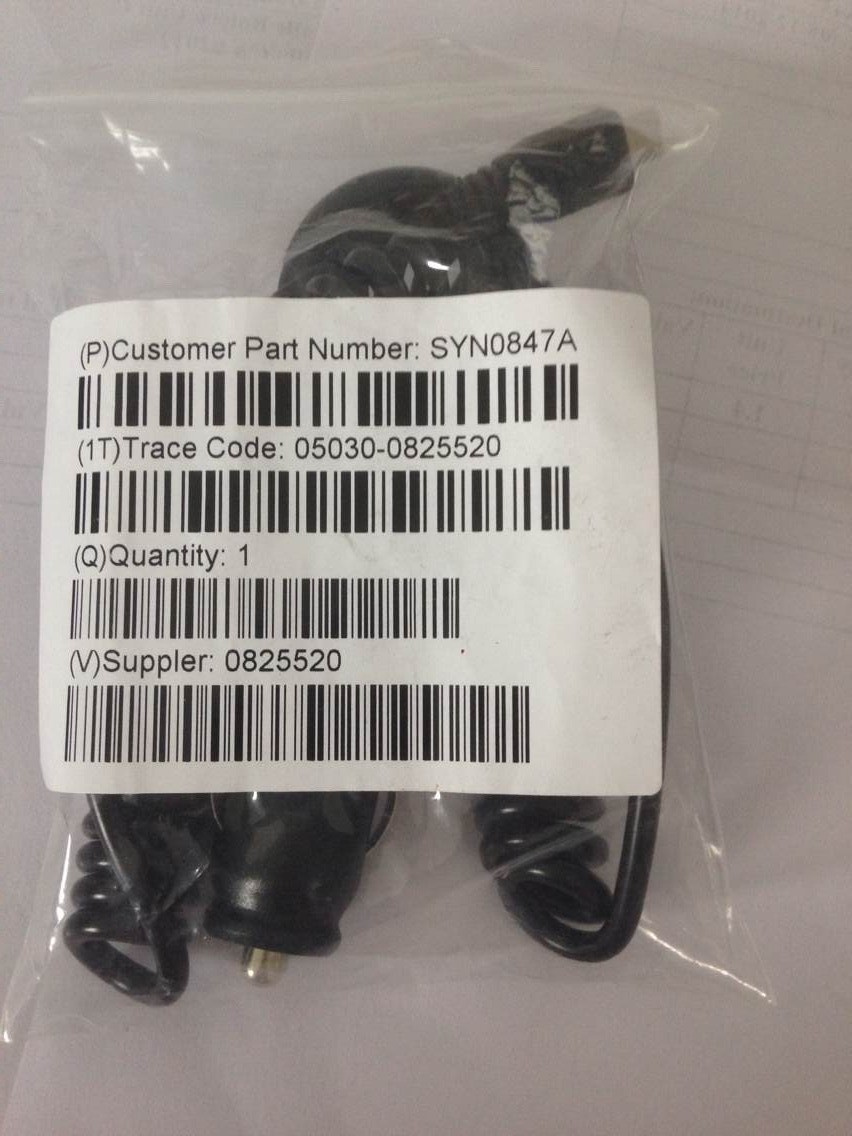 (P)Customer Part Number: SYN0847A
(1T)Trace Code: 05030-0825520
(Q)Quantity: 1
(V)Suppler: 0825520